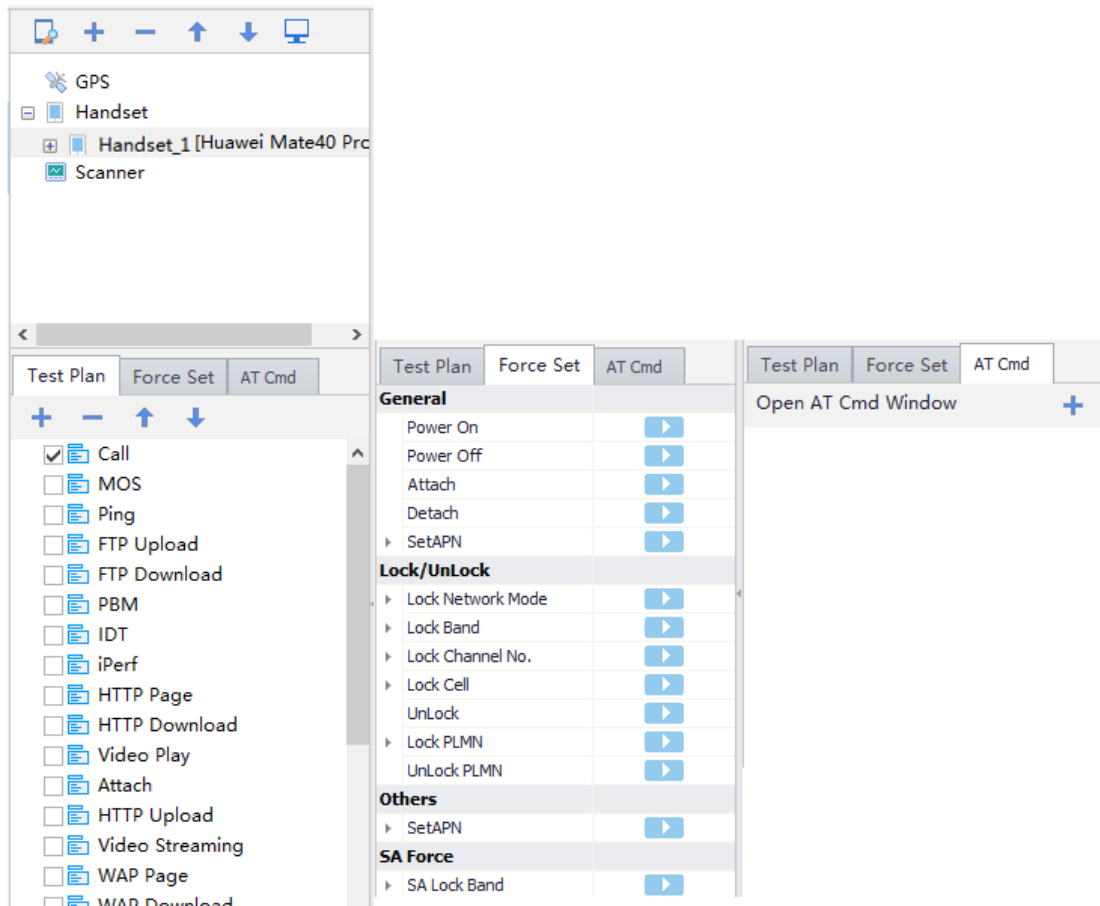 GPS
Handset
Handset_1 [Huawei Mate40 Pro
Scanner
Test Plan Force Set AT Cmd
Call
MOS
Ping
FTP Upload
FTP Download
PBM
IDT
iPerf
HTTP Page
HTTP Download
Video Play
Attach
HTTP Upload
Video Streaming
WAP Page
WAP Download
Test Plan Force Set AT Cmd
General
Power On
Power Off
Attach
Detach
SetAPN
Lock/UnLock
Lock Network Mode
Lock Band
Lock Channel No.
Lock Cell
UnLock
Lock PLMN
UnLock PLMN
Others
SetAPN
SA Force
SA Lock Band
Test Plan Force Set AT Cmd
Open AT Cmd Window